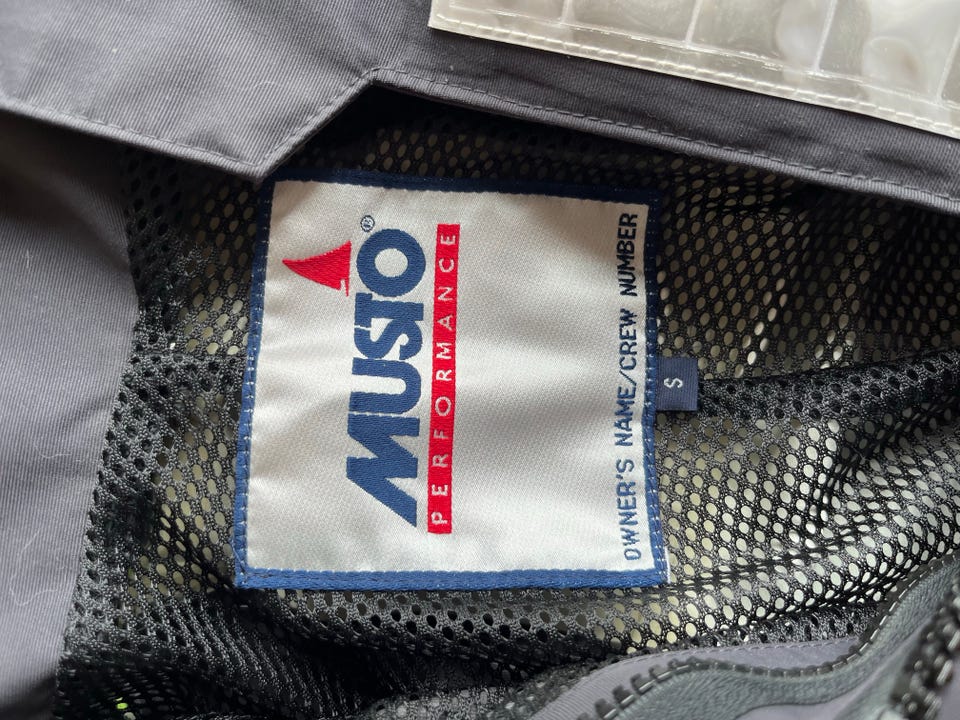 MUSTO®
PERFORMANCE
OWNER'S NAME/CREW NUMBER
S